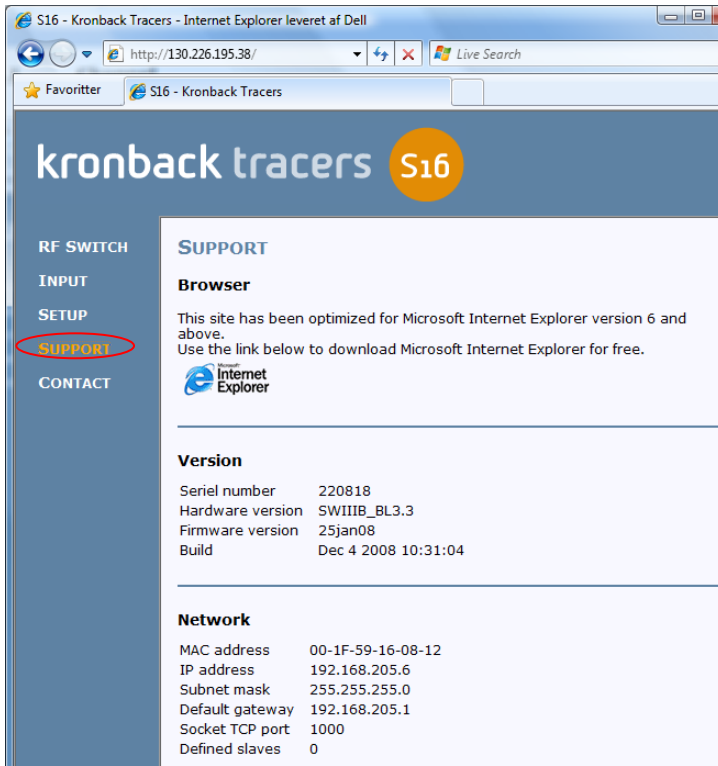 S16 - Kronback Tracers - Internet Explorer leveret af Dell
http://130.226.195.38/
Live Search
Favoritter
S16 - Kronback Tracers
kronback tracers S16
RF SWITCH
INPUT
SETUP
SUPPORT
CONTACT
SUPPORT
Browser
This site has been optimized for Microsoft Internet Explorer version 6 and
above.
Use the link below to download Microsoft Internet Explorer for free.
Microsoft
Internet
Explorer
Version
Seriel number 220818
Hardware version SWIIIB_BL3.3
Firmware version 25jan08
Build Dec 4 2008 10:31:04
Network
MAC address 00-1F-59-16-08-12
IP address 192.168.205.6
Subnet mask 255.255.255.0
Default gateway 192.168.205.1
Socket TCP port 1000
Defined slaves 0